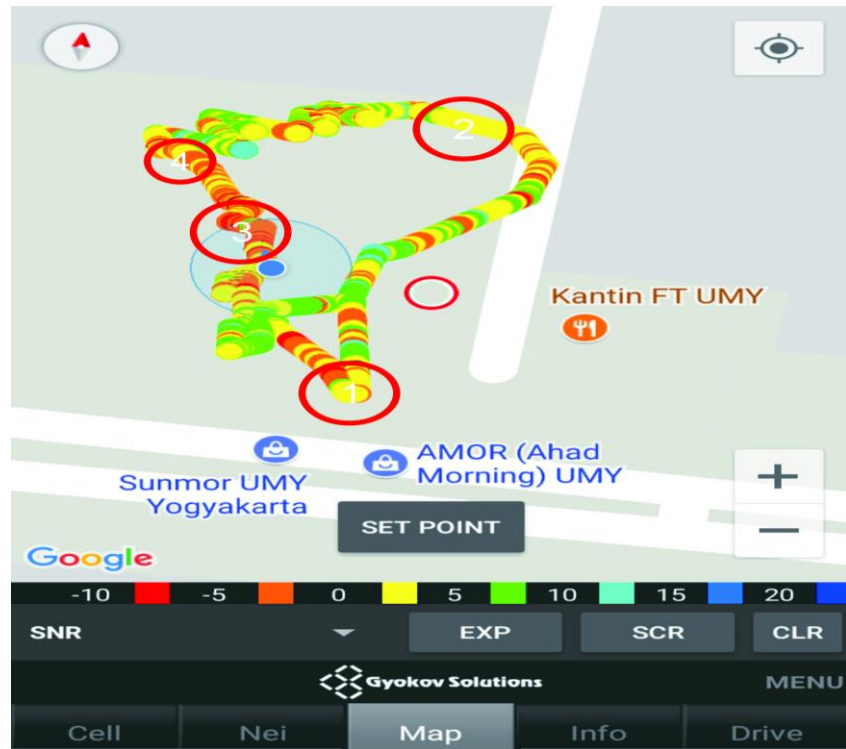 2
4
3
Kantin FT UMY
1
AMOR (Ahad
Morning) UMY
Sunmor UMY
Yogyakarta
SET POINT
+
−
Google
-10 -5 0 5 10 15 20
SNR EXP SCR CLR
Gyokov Solutions MENU
Cell Nei Map Info Drive